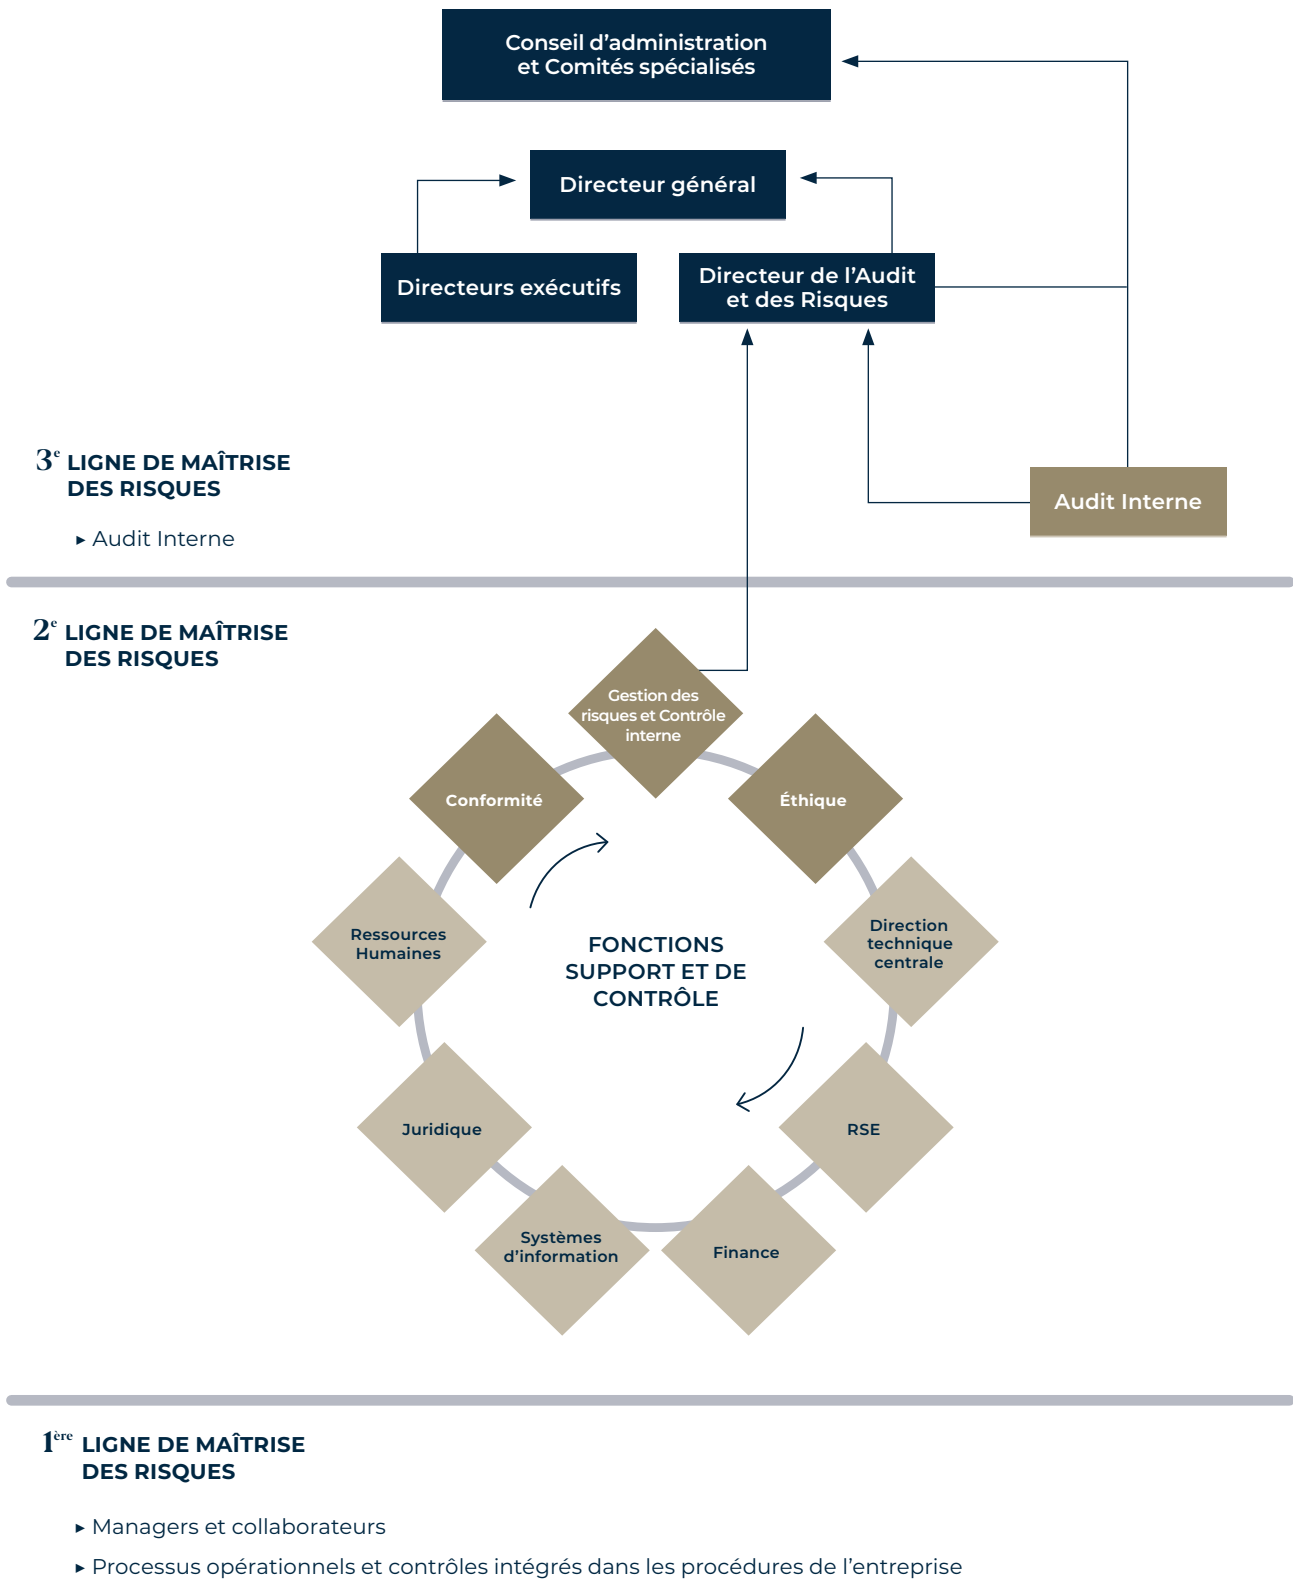 Conseil d’administration
et Comités spécialisés
Directeur général
Directeurs exécutifs
Directeur de l’Audit
et des Risques
3e LIGNE DE MAÎTRISE
DES RISQUES
▸ Audit Interne
Audit Interne
2e LIGNE DE MAÎTRISE
DES RISQUES
Gestion des
risques et Contrôle
interne
Conformité
Éthique
Ressources
Humaines
Direction
technique
centrale
FONCTIONS
SUPPORT ET DE
CONTRÔLE
Juridique
RSE
Systèmes
d’information
Finance
1ère LIGNE DE MAÎTRISE
DES RISQUES
▸ Managers et collaborateurs
▸ Processus opérationnels et contrôles intégrés dans les procédures de l’entreprise